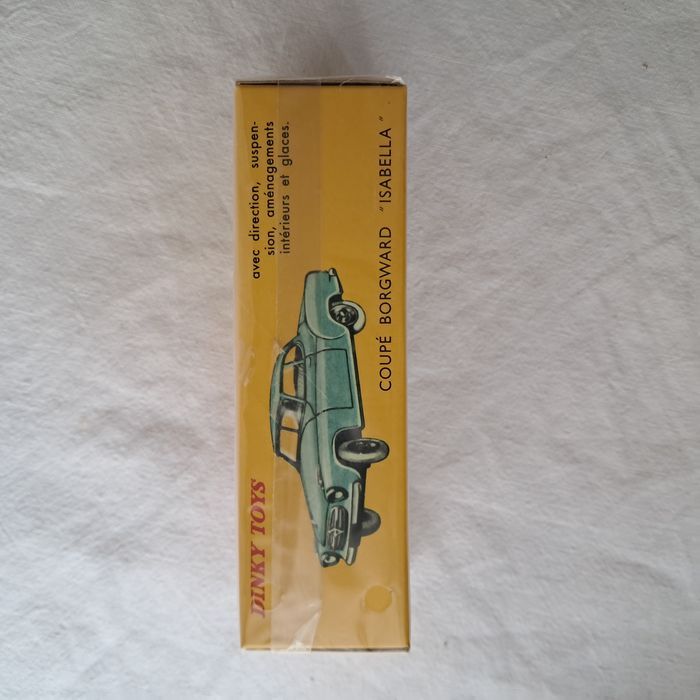 DINKY TOYS
avec direction, suspen-
sion, aménagements
intérieurs et glaces.
COUPÉ BORGWARD "ISABELLA"